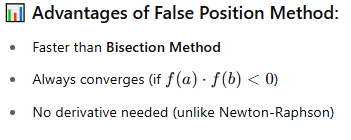 📊 Advantages of False Position Method:
• Faster than Bisection Method
• Always converges (if f(a) · f(b) < 0)
• No derivative needed (unlike Newton-Raphson)